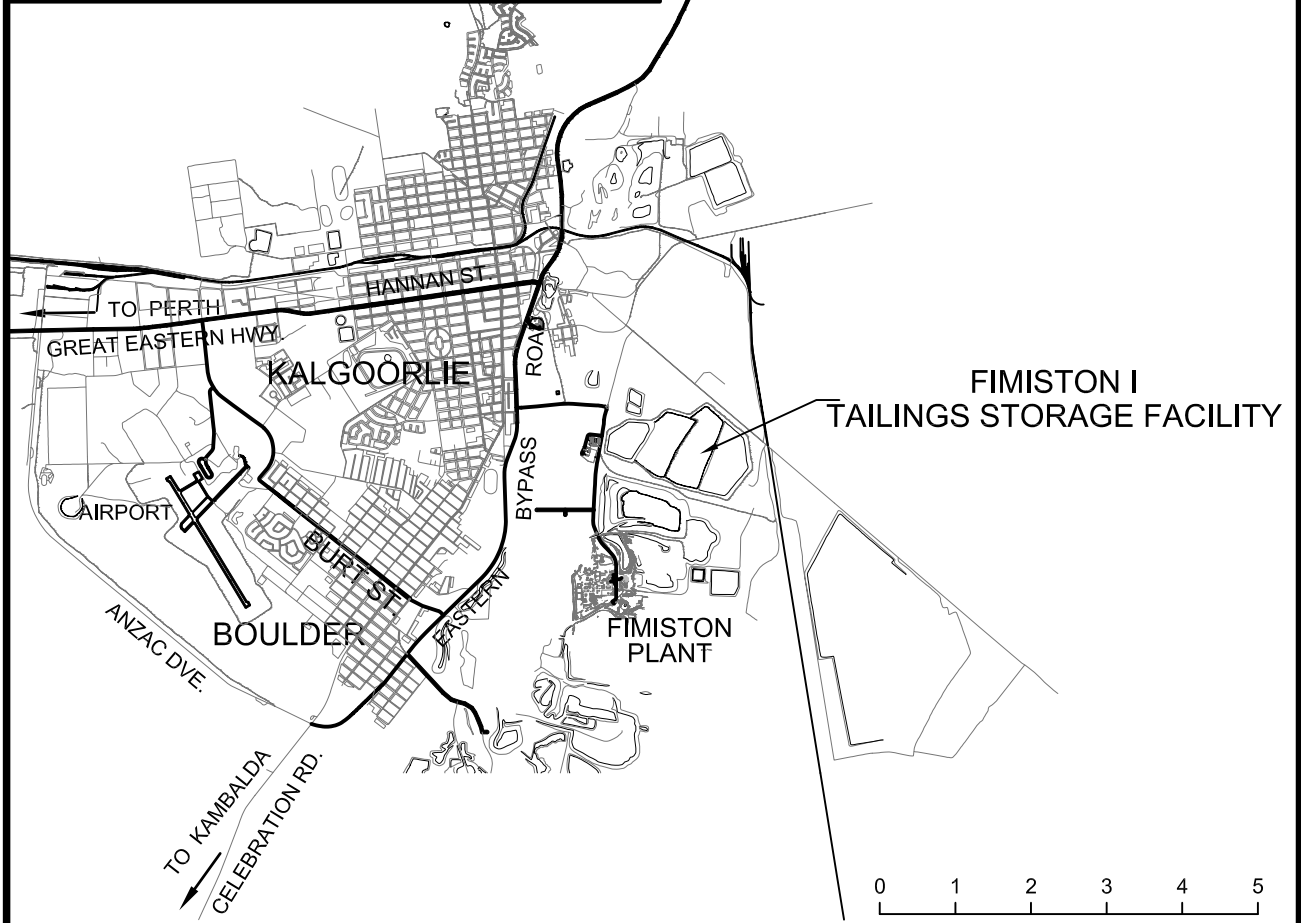 HANNAN ST.
TO PERTH
GREAT EASTERN HWY.
KALGOORLIE
ROAD
FIMISTON I
TAILINGS STORAGE FACILITY
BYPASS
AIRPORT
BURT ST.
EASTERN
ANZAC DVE.
BOULDER
FIMISTON
PLANT
TO KAMBALDA
CELEBRATION RD.
0 1 2 3 4 5